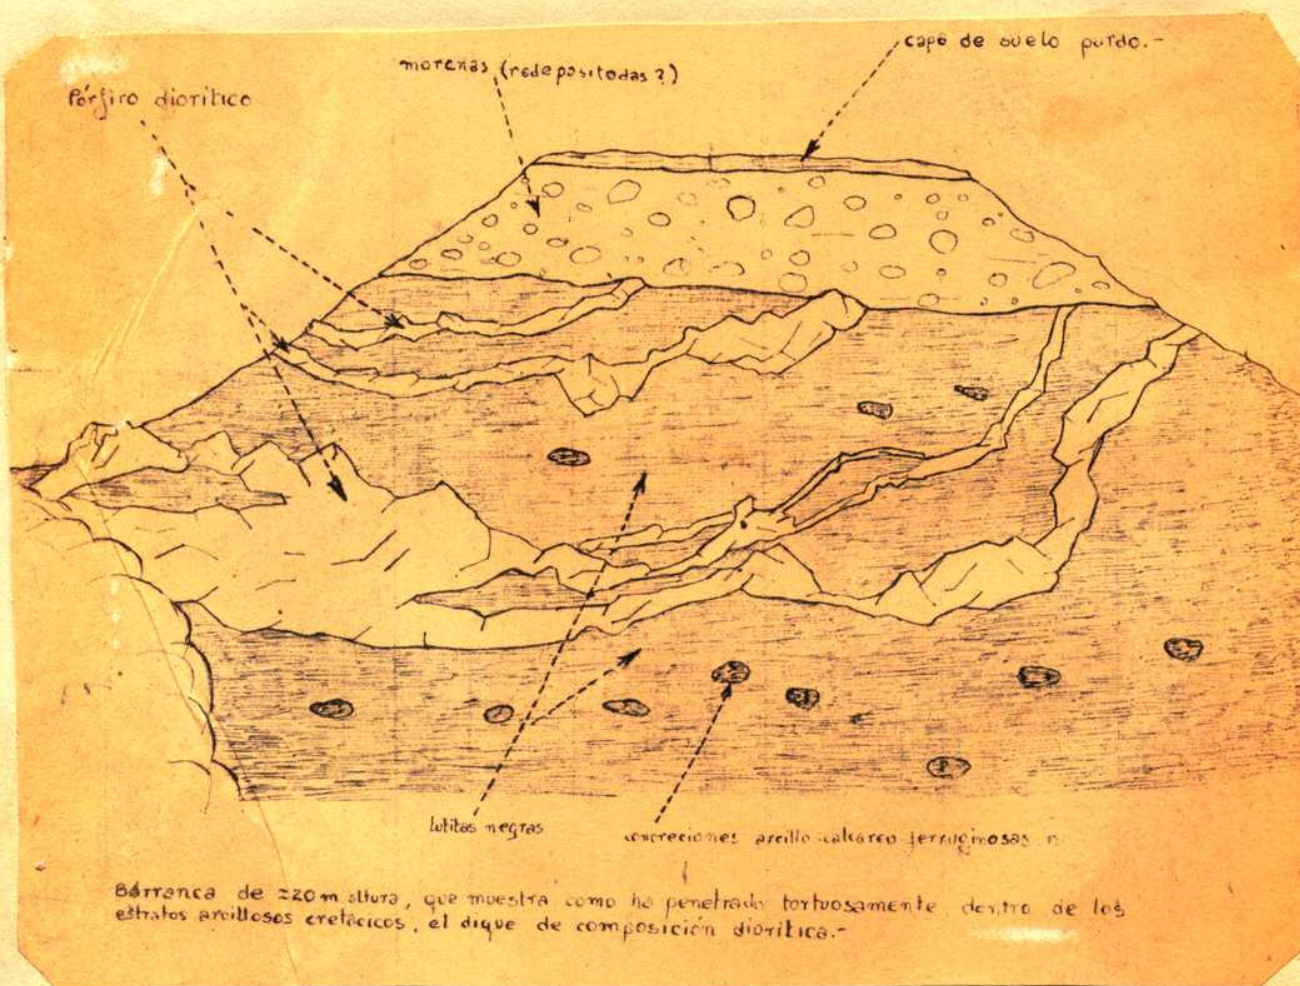 capa de suelo pardo.-
morenas (redepositadas ?)
Pórfiro diorítico
lutitas negras
concreciones arcillo-calcáreo-ferruginosas
Barranca de ±20 m altura, que muestra como ha penetrado tortuosamente dentro de los
estratos arcillosos cretácicos, el dique de composición diorítica.-